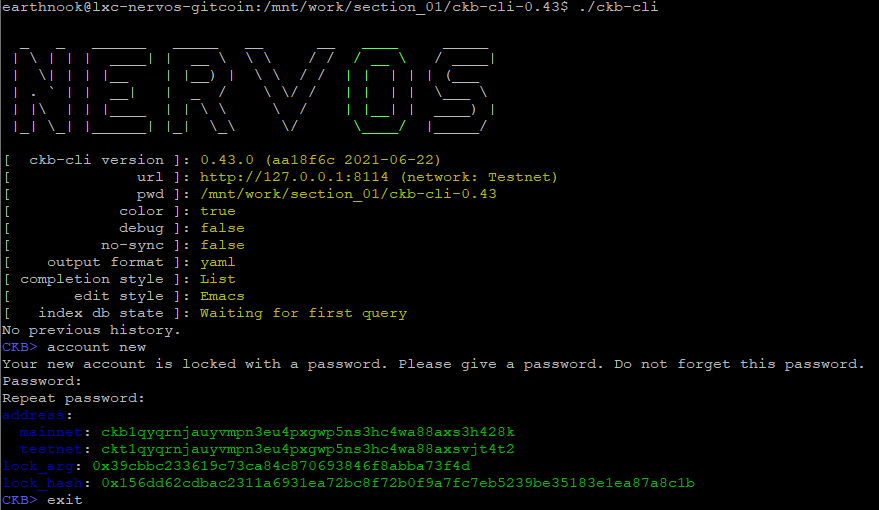 earthnook@lxc-nervos-gitcoin:/mnt/work/section_01/ckb-cli-0.43$ ./ckb-cli
NERVOS
[  ckb-cli version ]: 0.43.0 (aa18f6c 2021-06-22)
[              url ]: http://127.0.0.1:8114 (network: Testnet)
[              pwd ]: /mnt/work/section_01/ckb-cli-0.43
[            color ]: true
[            debug ]: false
[          no-sync ]: false
[    output format ]: yaml
[ completion style ]: List
[       edit style ]: Emacs
[   index db state ]: Waiting for first query
No previous history.
CKB> account new
Your new account is locked with a password. Please give a password. Do not forget this password.
Password:
Repeat password:
address:
  mainnet: ckb1qyqrnjauyvmpn3eu4pxgwp5ns3hc4wa88axs3h428k
  testnet: ckt1qyqrnjauyvmpn3eu4pxgwp5ns3hc4wa88axsvjt4t2
lock_arg: 0x39cbbc233619c73ca84c870693846f8abba73f4d
lock_hash: 0x156dd62cdbac2311a6931ea72bc8f72b0f9a7fc7eb5239be35183e1ea87a8c1b
CKB> exit